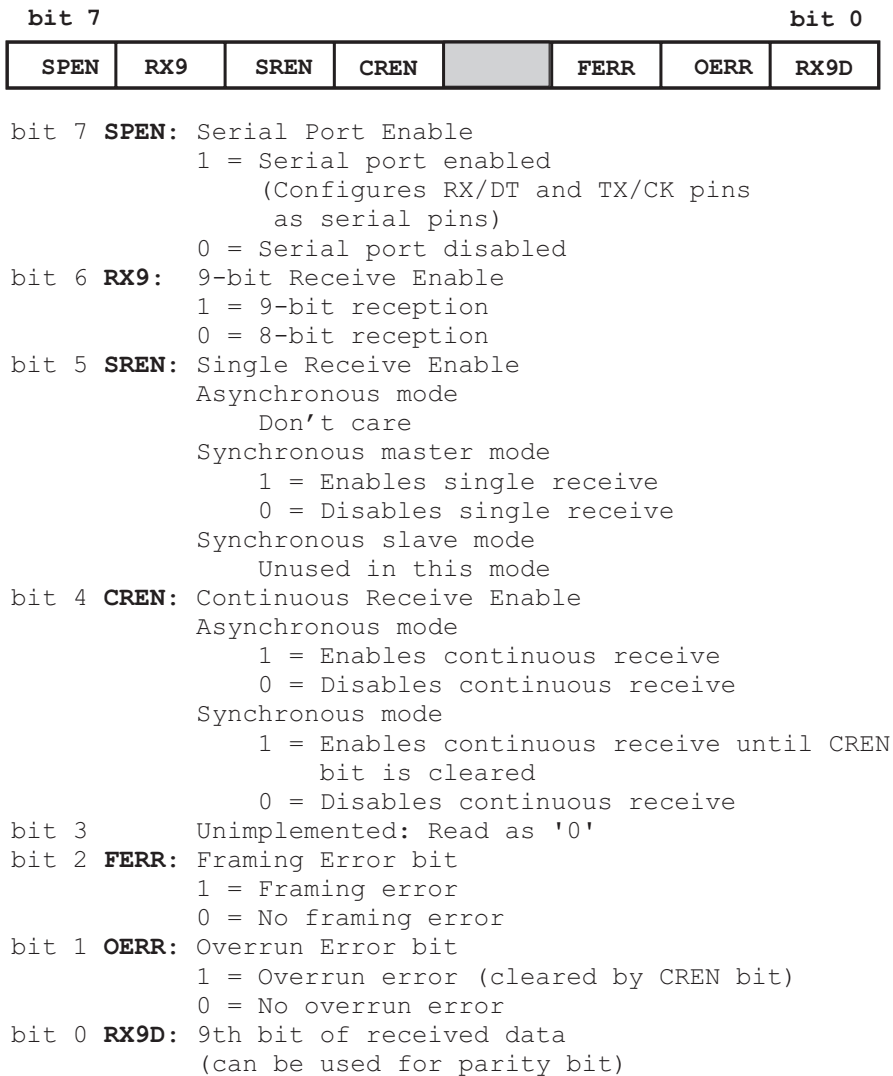 bit 7 bit 0
SPEN RX9 SREN CREN FERR OERR RX9D
bit 7 SPEN: Serial Port Enable
1 = Serial port enabled
(Configures RX/DT and TX/CK pins
as serial pins)
0 = Serial port disabled
bit 6 RX9: 9-bit Receive Enable
1 = 9-bit reception
0 = 8-bit reception
bit 5 SREN: Single Receive Enable
Asynchronous mode
Don't care
Synchronous master mode
1 = Enables single receive
0 = Disables single receive
Synchronous slave mode
Unused in this mode
bit 4 CREN: Continuous Receive Enable
Asynchronous mode
1 = Enables continuous receive
0 = Disables continuous receive
Synchronous mode
1 = Enables continuous receive until CREN
bit is cleared
0 = Disables continuous receive
bit 3 Unimplemented: Read as '0'
bit 2 FERR: Framing Error bit
1 = Framing error
0 = No framing error
bit 1 OERR: Overrun Error bit
1 = Overrun error (cleared by CREN bit)
0 = No overrun error
bit 0 RX9D: 9th bit of received data
(can be used for parity bit)